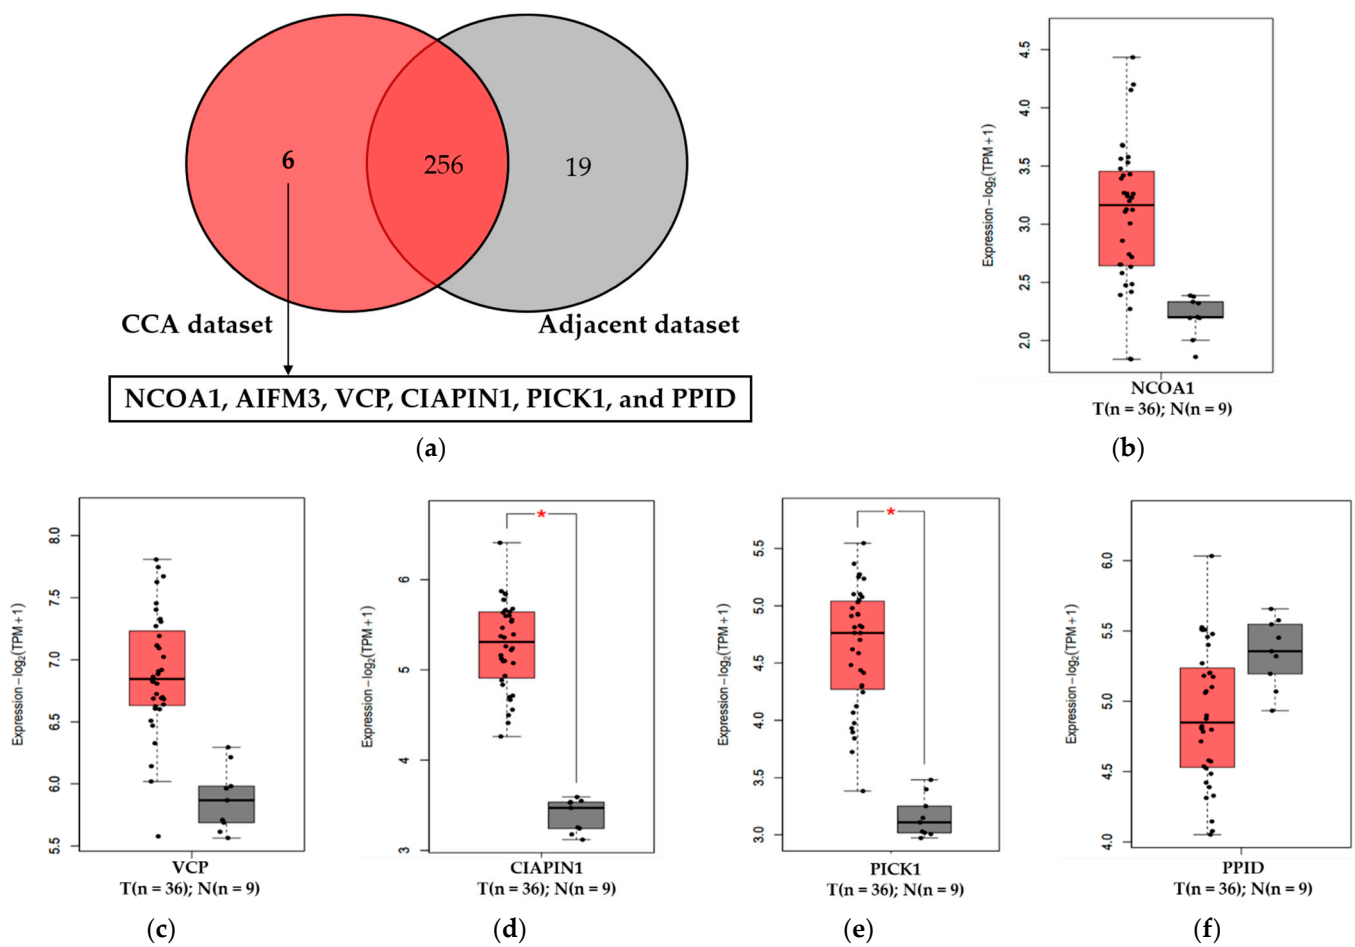 6
256
19
CCA dataset
Adjacent dataset
NCOA1, AIFM3, VCP, CIAPIN1, PICK1, and PPID
(a)
Expression−log2(TPM+1)
4.5
4.0
3.5
3.0
2.5
2.0
NCOA1
T(n = 36); N(n = 9)
(b)
Expression−log2(TPM+1)
8.0
7.5
7.0
6.5
6.0
5.5
VCP
T(n = 36); N(n = 9)
(c)
Expression−log2(TPM+1)
6
5
4
3
*
CIAPIN1
T(n = 36); N(n = 9)
(d)
Expression−log2(TPM+1)
5.5
5.0
4.5
4.0
3.5
3.0
*
PICK1
T(n = 36); N(n = 9)
(e)
Expression−log2(TPM+1)
6.0
5.5
5.0
4.5
4.0
PPID
T(n = 36); N(n = 9)
(f)